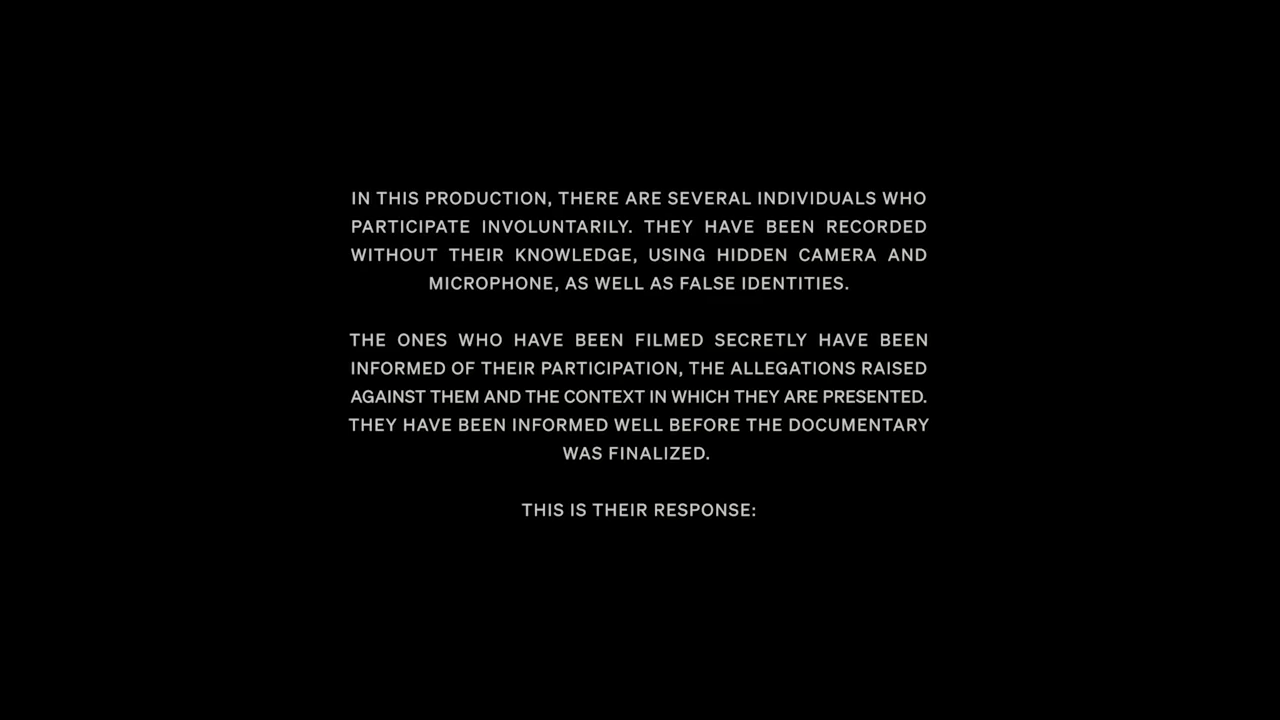 IN THIS PRODUCTION, THERE ARE SEVERAL INDIVIDUALS WHO
PARTICIPATE INVOLUNTARILY. THEY HAVE BEEN RECORDED
WITHOUT THEIR KNOWLEDGE, USING HIDDEN CAMERA AND
MICROPHONE, AS WELL AS FALSE IDENTITIES.
THE ONES WHO HAVE BEEN FILMED SECRETLY HAVE BEEN
INFORMED OF THEIR PARTICIPATION, THE ALLEGATIONS RAISED
AGAINST THEM AND THE CONTEXT IN WHICH THEY ARE PRESENTED.
THEY HAVE BEEN INFORMED WELL BEFORE THE DOCUMENTARY
WAS FINALIZED.
THIS IS THEIR RESPONSE: